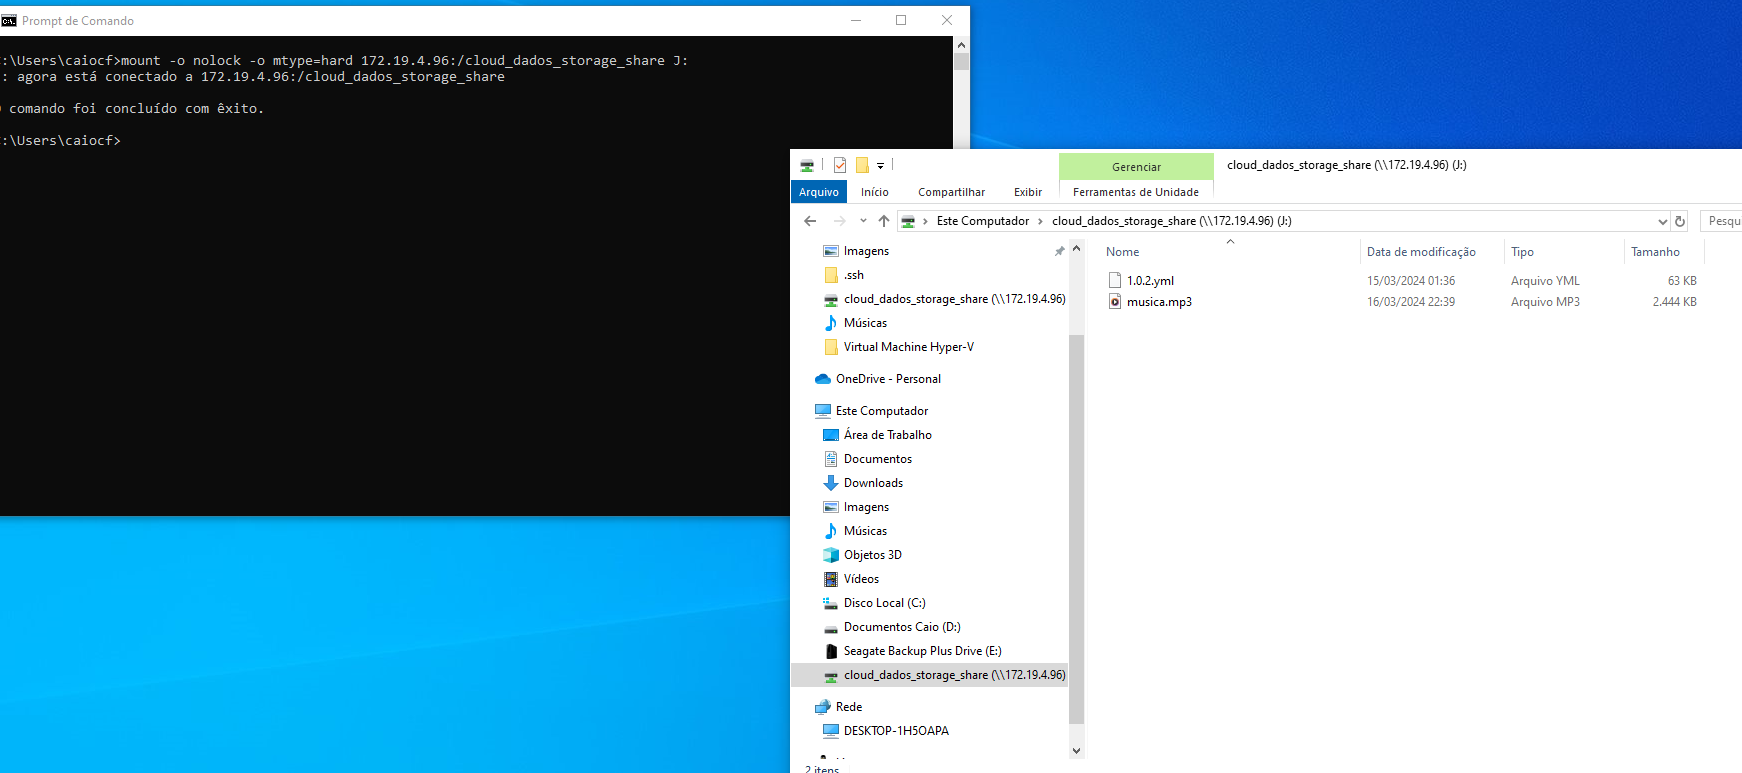 Prompt de Comando
:\Users\caiocf>mount -o nolock -o mtype=hard 172.19.4.96:/cloud_dados_storage_share J:
: agora está conectado a 172.19.4.96:/cloud_dados_storage_share
comando foi concluído com êxito.
:\Users\caiocf>
Gerenciar
cloud_dados_storage_share (\\172.19.4.96) (J:)
Arquivo Início Compartilhar Exibir Ferramentas de Unidade
Este Computador cloud_dados_storage_share (\\172.19.4.96) (J:)
Pesqu
Imagens
.ssh
cloud_dados_storage_share (\\172.19.4.96)
Músicas
Virtual Machine Hyper-V
OneDrive - Personal
Este Computador
Área de Trabalho
Documentos
Downloads
Imagens
Músicas
Objetos 3D
Vídeos
Disco Local (C:)
Documentos Caio (D:)
Seagate Backup Plus Drive (E:)
cloud_dados_storage_share (\\172.19.4.96)
Rede
DESKTOP-1H5OAPA
2 itens
Nome Data de modificação Tipo Tamanho
1.0.2.yml 15/03/2024 01:36 Arquivo YML 63 KB
musica.mp3 16/03/2024 22:39 Arquivo MP3 2.444 KB